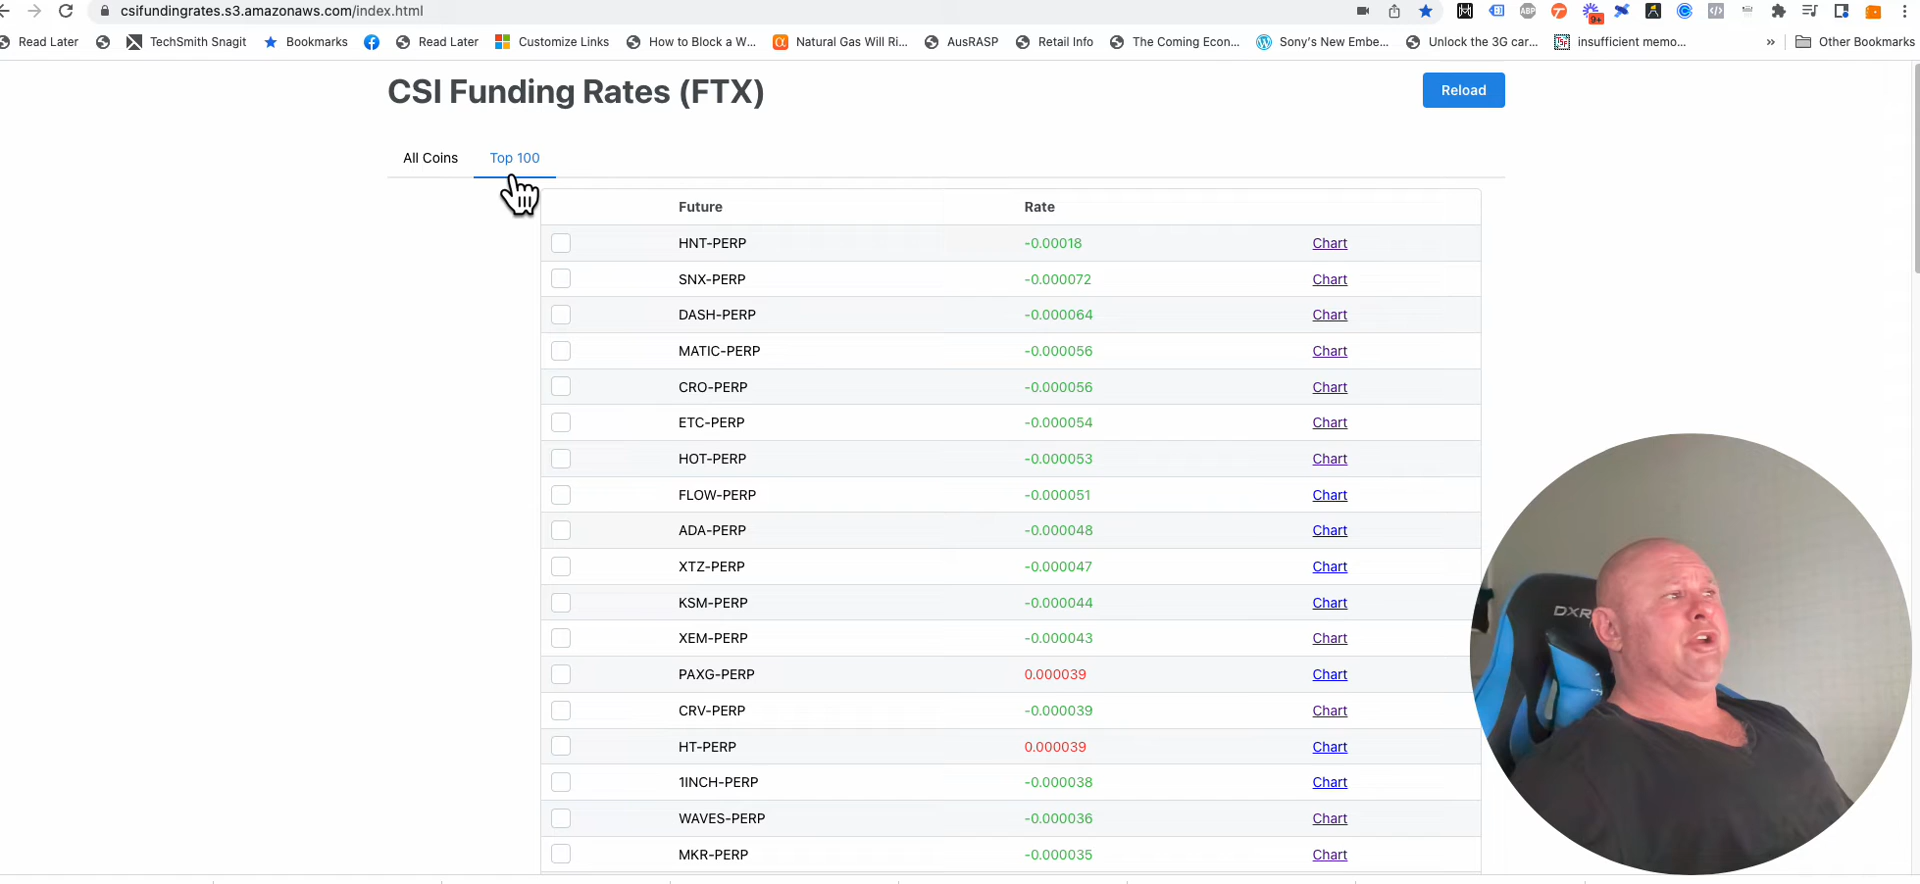 csifundingrates.s3.amazonaws.com/index.html
ABP
9+
Read Later TechSmith Snagit Bookmarks Read Later Customize Links How to Block a W... Natural Gas Will Ri... AusRASP Retail Info The Coming Econ... Sony's New Embe... Unlock the 3G car... insufficient memo... » Other Bookmarks
CSI Funding Rates (FTX)
Reload
All Coins Top 100
Future Rate
HNT-PERP -0.00018 Chart
SNX-PERP -0.000072 Chart
DASH-PERP -0.000064 Chart
MATIC-PERP -0.000056 Chart
CRO-PERP -0.000056 Chart
ETC-PERP -0.000054 Chart
HOT-PERP -0.000053 Chart
FLOW-PERP -0.000051 Chart
ADA-PERP -0.000048 Chart
XTZ-PERP -0.000047 Chart
KSM-PERP -0.000044 Chart
XEM-PERP -0.000043 Chart
PAXG-PERP 0.000039 Chart
CRV-PERP -0.000039 Chart
HT-PERP 0.000039 Chart
1INCH-PERP -0.000038 Chart
WAVES-PERP -0.000036 Chart
MKR-PERP -0.000035 Chart
DXR